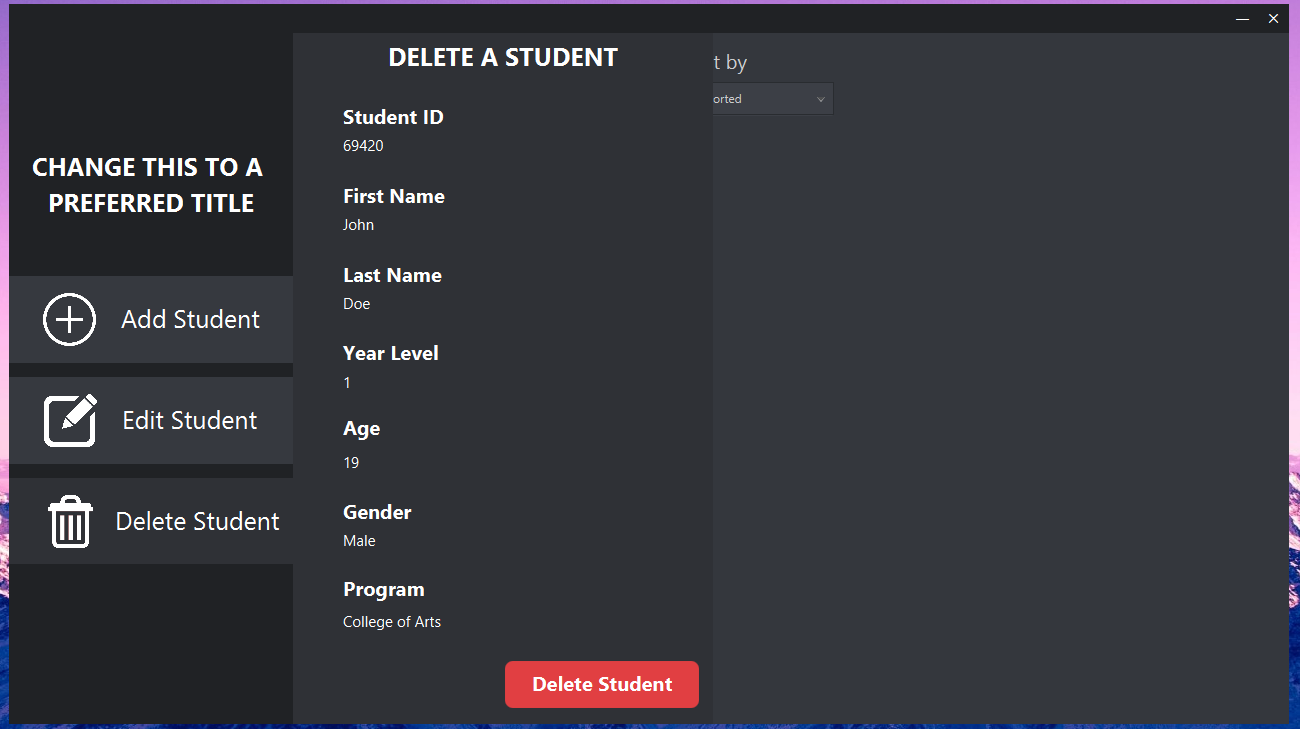 CHANGE THIS TO A
PREFERRED TITLE
Add Student
Edit Student
Delete Student
DELETE A STUDENT
Student ID
69420
First Name
John
Last Name
Doe
Year Level
1
Age
19
Gender
Male
Program
College of Arts
Delete Student
t by
orted